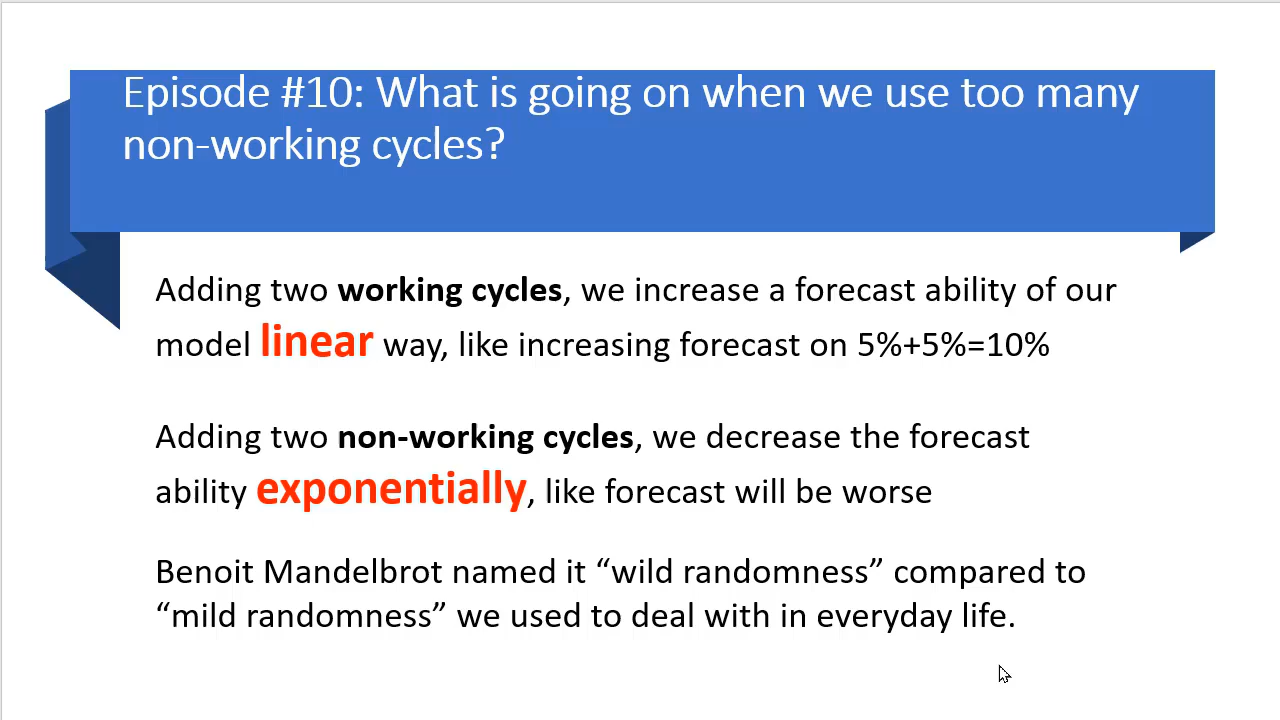 Episode #10: What is going on when we use too many
non-working cycles?
Adding two working cycles, we increase a forecast ability of our
model linear way, like increasing forecast on 5%+5%=10%
Adding two non-working cycles, we decrease the forecast
ability exponentially, like forecast will be worse
Benoit Mandelbrot named it “wild randomness” compared to
“mild randomness” we used to deal with in everyday life.